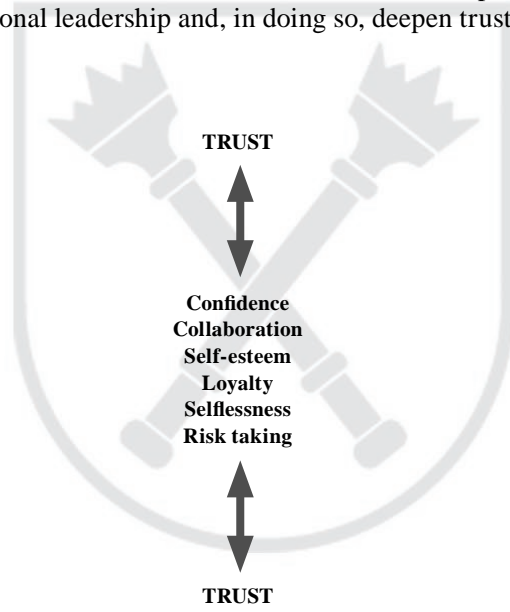 onal leadership and, in doing so, deepen trust
TRUST
Confidence
Collaboration
Self-esteem
Loyalty
Selflessness
Risk taking
TRUST